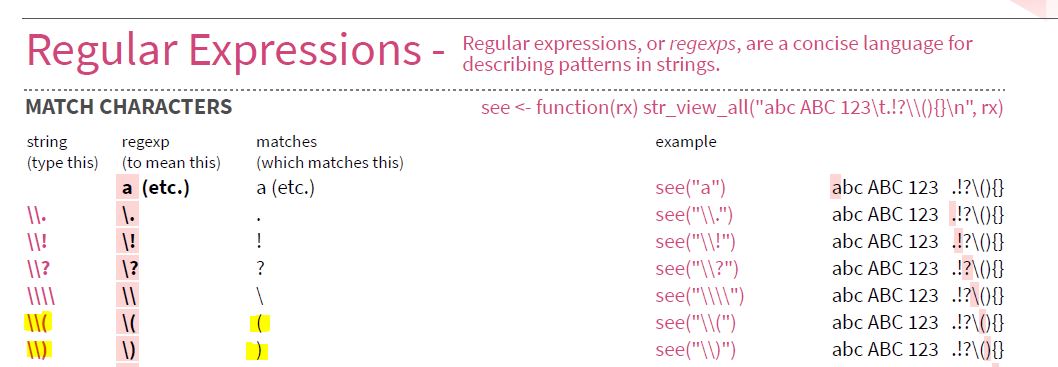 Regular Expressions - Regular expressions, or regexps, are a concise language for
describing patterns in strings.
MATCH CHARACTERS see <- function(rx) str_view_all("abc ABC 123\t.!?\\(){}\n", rx)
string regexp matches example
(type this) (to mean this) (which matches this)
a (etc.) a (etc.) see("a") abc ABC 123 .!?\(){}
\\. \. . see("\\.") abc ABC 123 .!?\(){}
\\! \! ! see("\\!") abc ABC 123 .!?\(){}
\\? \? ? see("\\?") abc ABC 123 .!?\(){}
\\\\ \\ \ see("\\\\") abc ABC 123 .!?\(){}
\\( \( ( see("\\(") abc ABC 123 .!?\(){}
\\) \) ) see("\\)") abc ABC 123 .!?\(){}